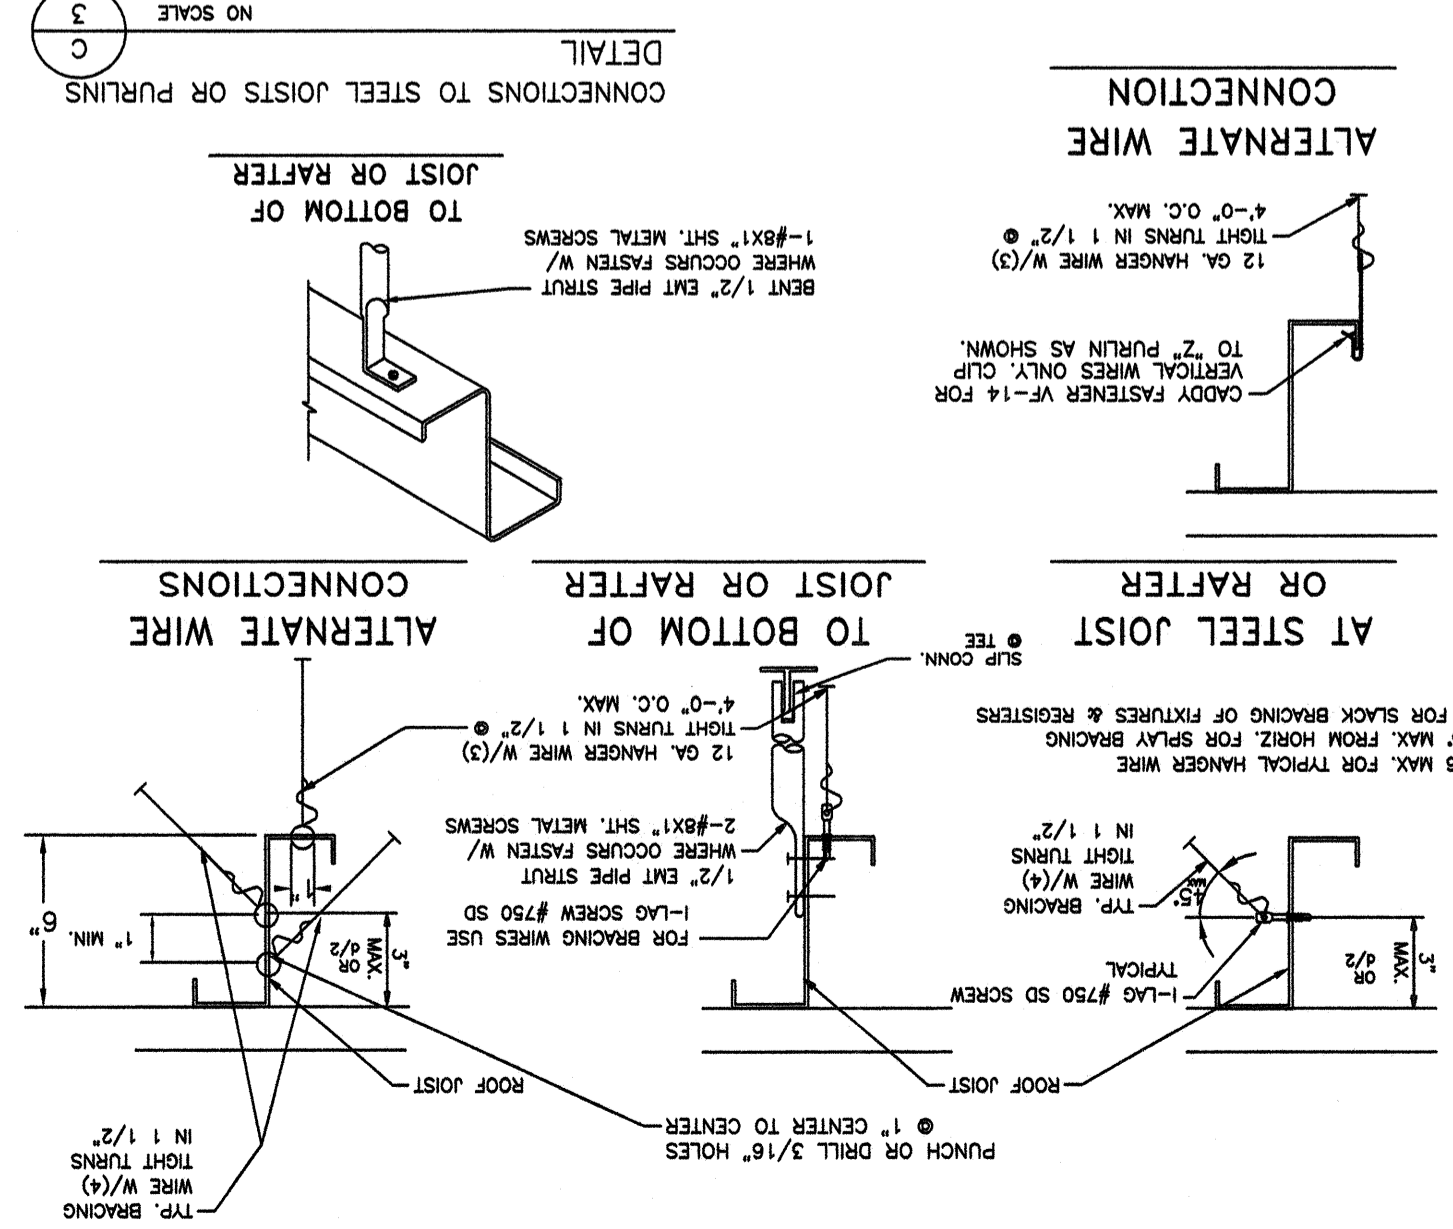 TYP. BRACING
WIRE W/(4)
TIGHT TURNS
IN 1 1/2"
PUNCH OR DRILL 3/16" HOLES
@ 1" CENTER TO CENTER
ROOF JOIST
ROOF JOIST
3"
MAX.
OR
d/2
I-LAG #750 SD SCREW
TYPICAL
45°
MAX
TYP. BRACING
WIRE W/(4)
TIGHT TURNS
IN 1 1/2"
MAX. FOR TYPICAL HANGER WIRE
MAX. FROM HORIZ. FOR SPLAY BRACING
FOR SLACK BRACING OF FIXTURES & REGISTERS
AT STEEL JOIST
OR RAFTER
FOR BRACING WIRES USE
I-LAG SCREW #750 SD
1/2" EMT PIPE STRUT
WHERE OCCURS FASTEN W/
2-#8X1" SHT. METAL SCREWS
12 GA. HANGER WIRE W/(3)
TIGHT TURNS IN 1 1/2" @
4'-0" O.C. MAX.
SLIP CONN.
@ TEE
TO BOTTOM OF
JOIST OR RAFTER
3"
MAX.
OR
d/2
1" MIN.
6"
1"
ALTERNATE WIRE
CONNECTIONS
CADDY FASTENER VF-14 FOR
VERTICAL WIRES ONLY. CLIP
TO "Z" PURLIN AS SHOWN.
12 GA. HANGER WIRE W/(3)
TIGHT TURNS IN 1 1/2" @
4'-0" O.C. MAX.
ALTERNATE WIRE
CONNECTION
BENT 1/2" EMT PIPE STRUT
WHERE OCCURS FASTEN W/
1-#8X1" SHT. METAL SCREWS
TO BOTTOM OF
JOIST OR RAFTER
CONNECTIONS TO STEEL JOISTS OR PURLINS
DETAIL
C
NO SCALE
3